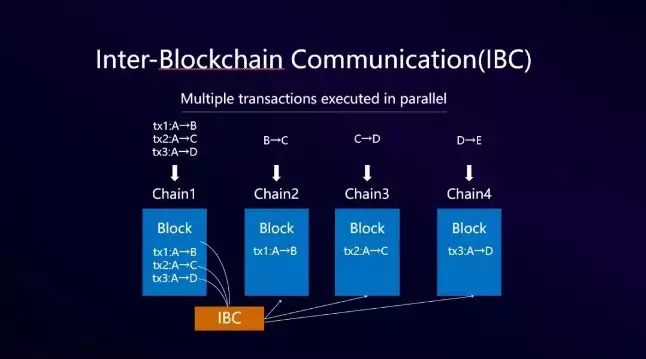 Inter-Blockchain Communication(IBC)
Multiple transactions executed in parallel
tx1:A→B
tx2:A→C
tx3:A→D
B→C
C→D
D→E
Chain1
Chain2
Chain3
Chain4
Block
tx1:A→B
tx2:A→C
tx3:A→D
Block
tx1:A→B
Block
tx2:A→C
Block
tx3:A→D
IBC